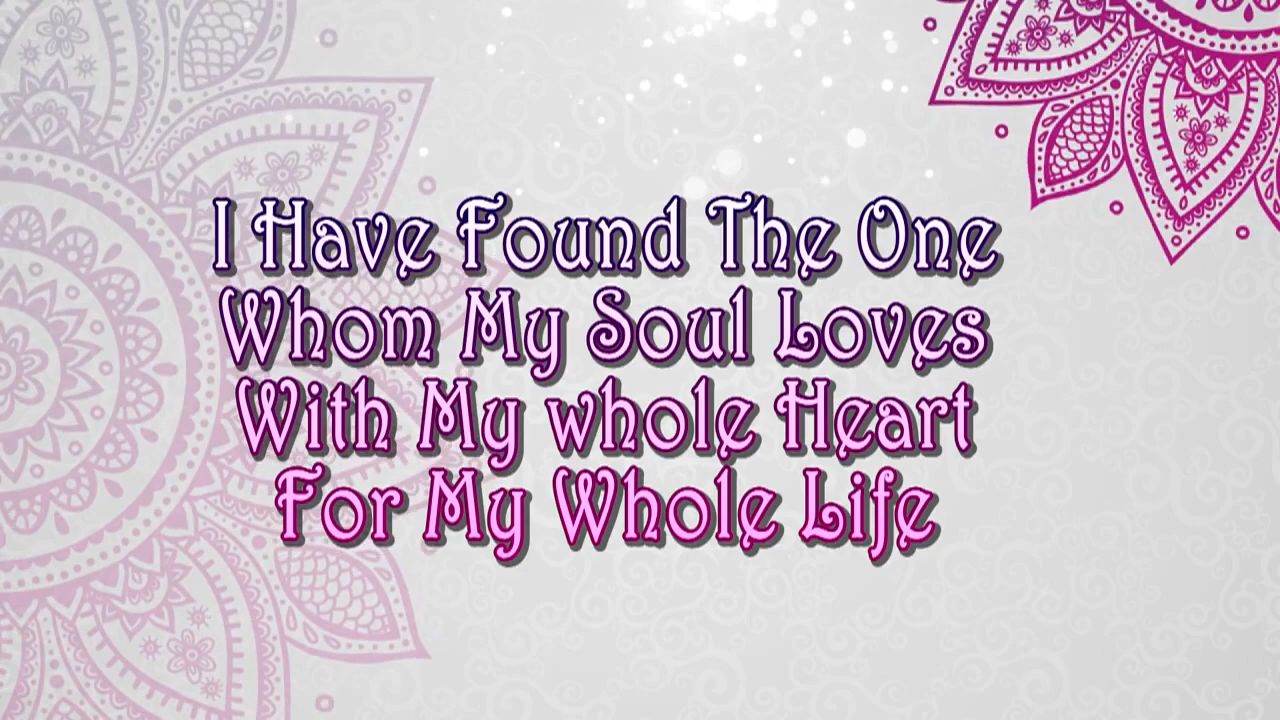 I Have Found The One
Whom My Soul Loves
With My whole Heart
For My Whole Life